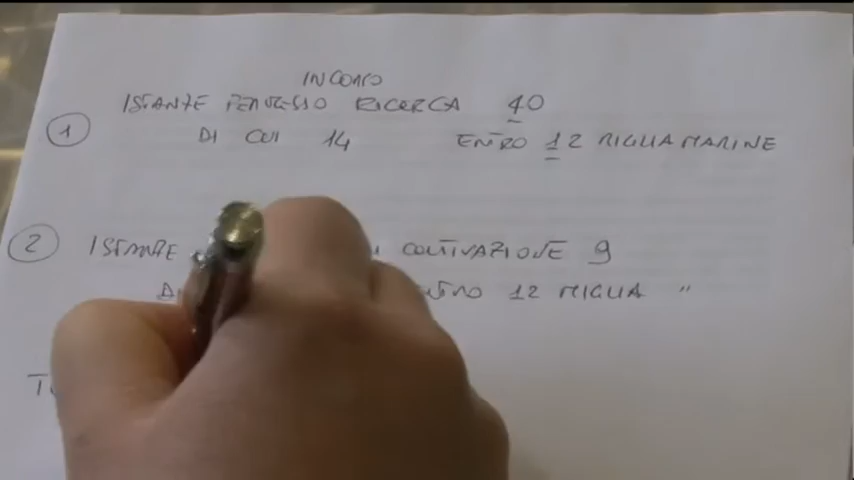 IN CORSO
ISTANZE PERMESSO RICERCA 40
1 DI CUI 14 ENTRO 12 MIGLIA MARINE
2 ISTANZE COLTIVAZIONE 9
12 MIGLIA "